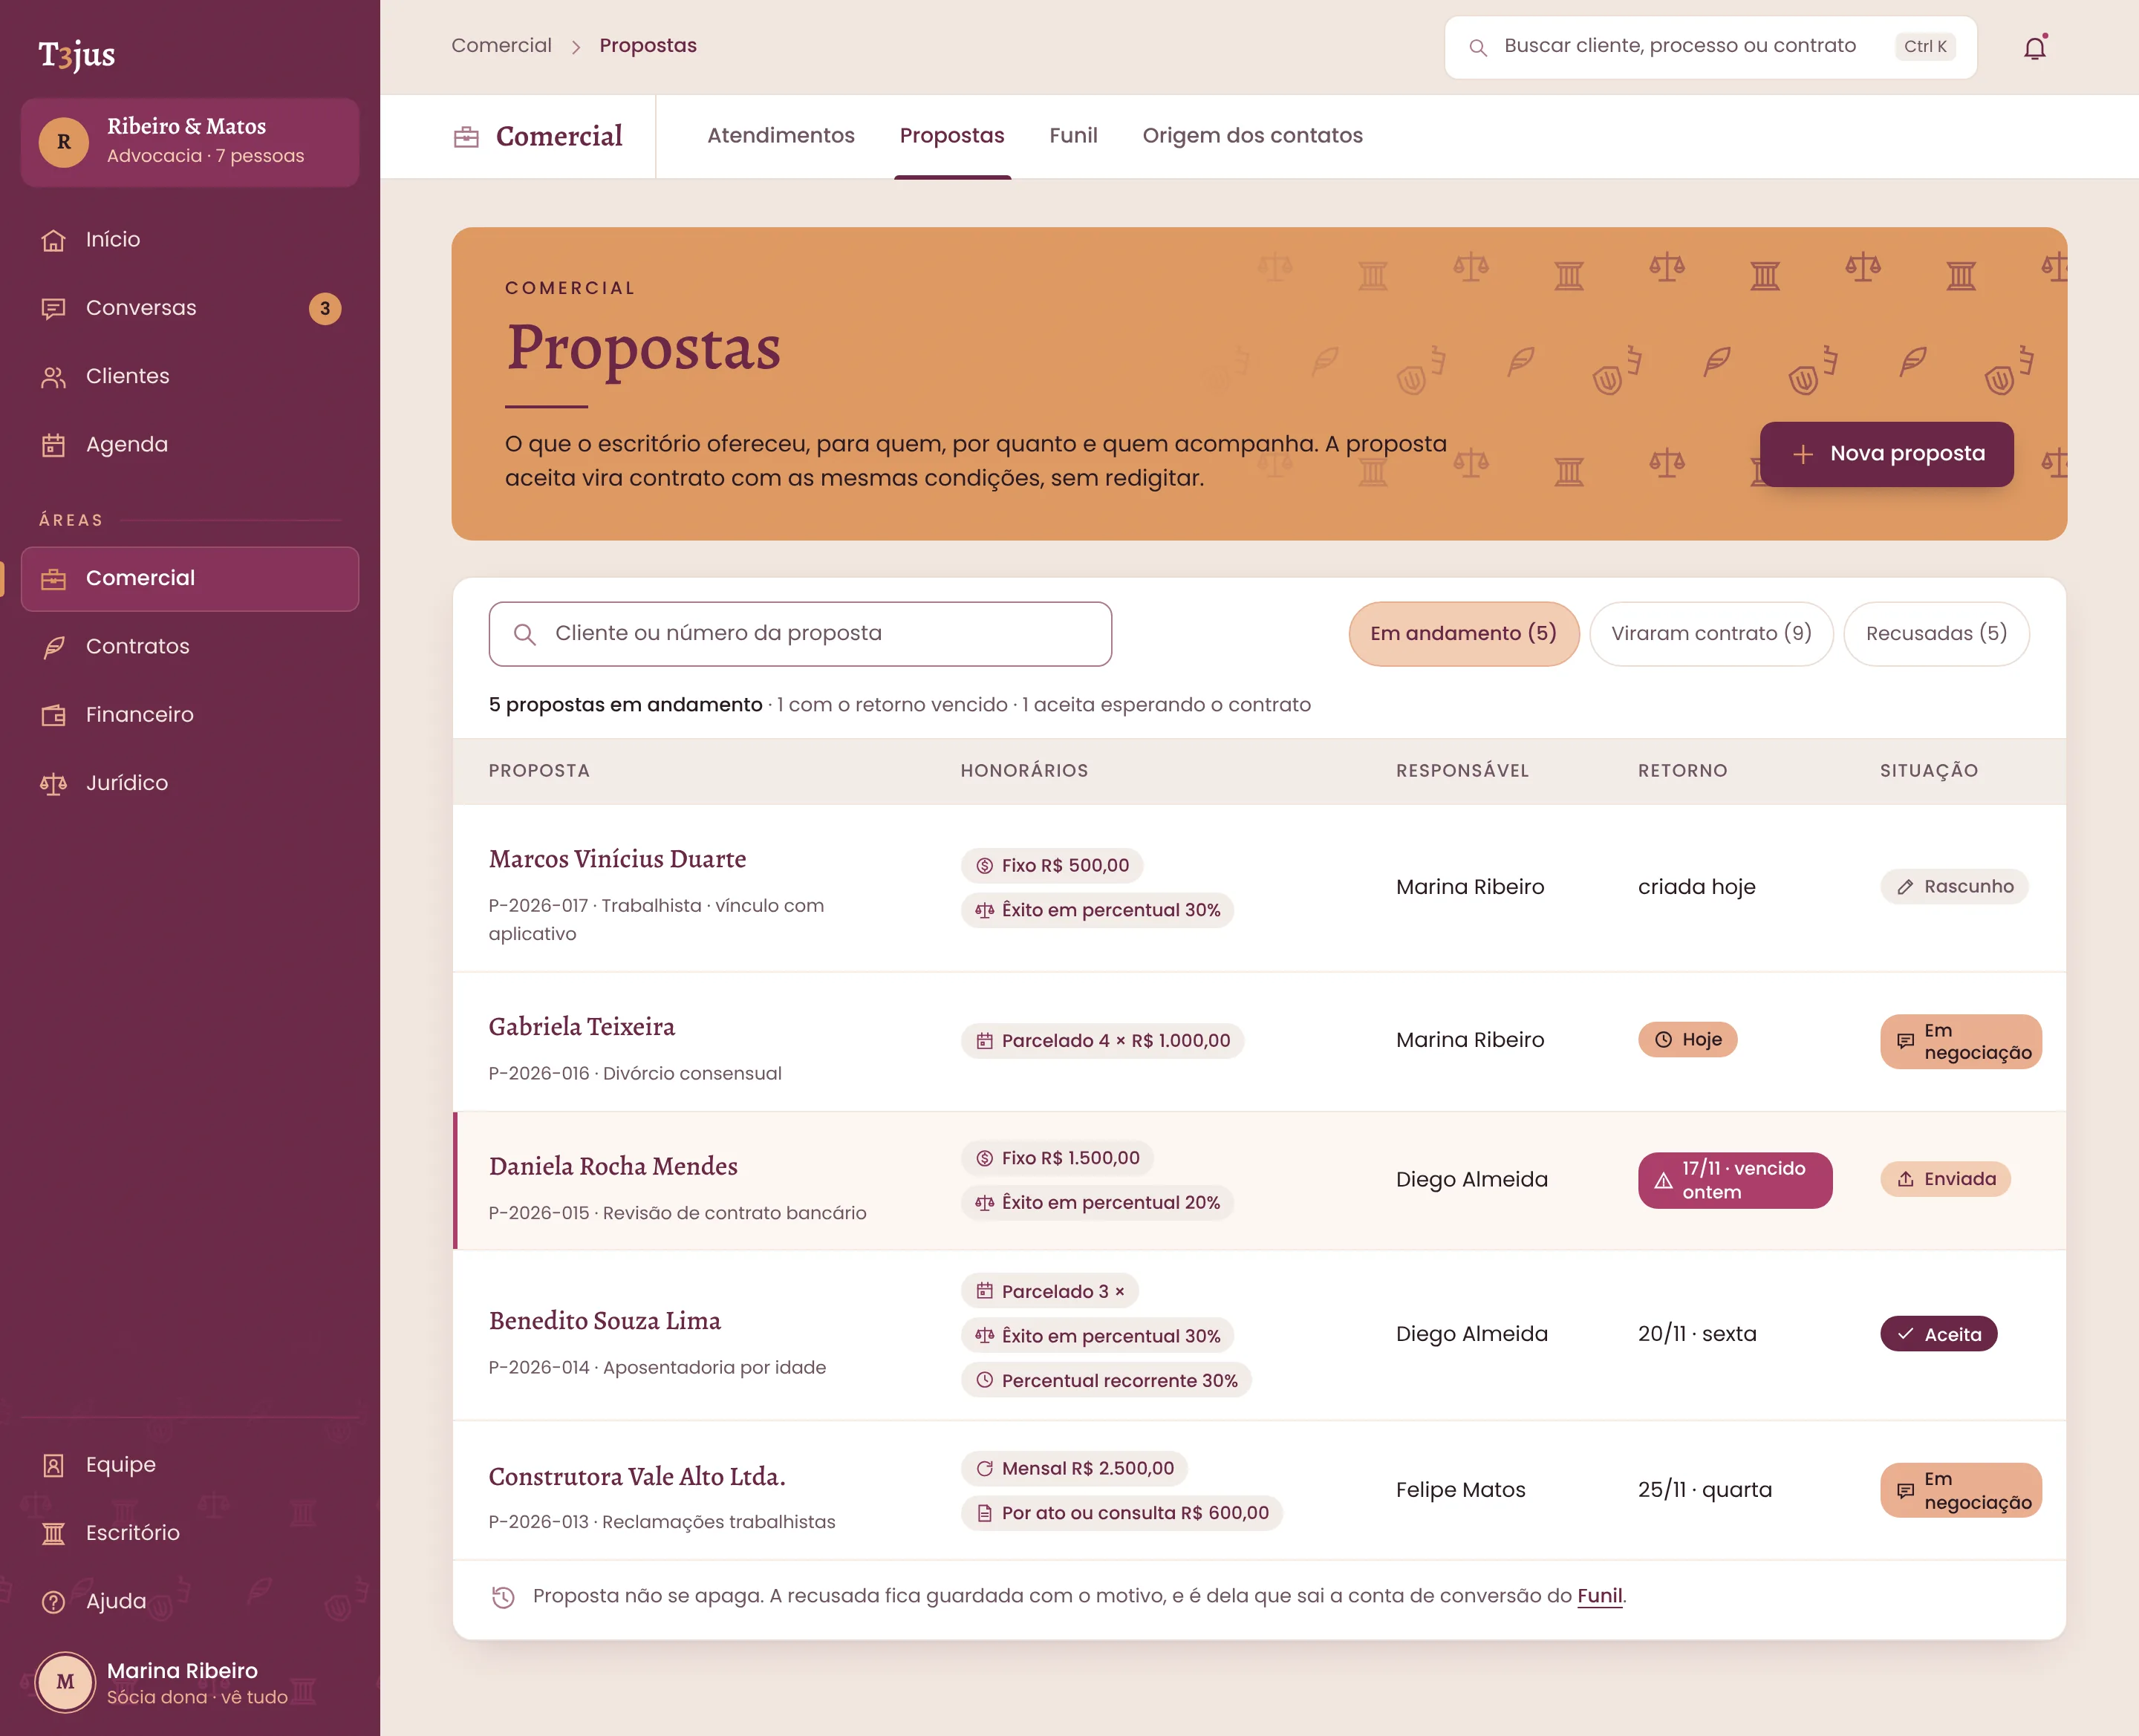 T3jus
R
Ribeiro & Matos
Advocacia · 7 pessoas
Início
Conversas
3
Clientes
Agenda
ÁREAS
Comercial
Contratos
Financeiro
Jurídico
Equipe
Escritório
Ajuda
M
Marina Ribeiro
Sócia dona · vê tudo
Comercial
Propostas
Buscar cliente, processo ou contrato
Ctrl K
Comercial
Atendimentos
Propostas
Funil
Origem dos contatos
COMERCIAL
Propostas
O que o escritório ofereceu, para quem, por quanto e quem acompanha. A proposta
aceita vira contrato com as mesmas condições, sem redigitar.
Nova proposta
Cliente ou número da proposta
Em andamento (5)
Viraram contrato (9)
Recusadas (5)
5 propostas em andamento · 1 com o retorno vencido · 1 aceita esperando o contrato
PROPOSTA
HONORÁRIOS
RESPONSÁVEL
RETORNO
SITUAÇÃO
Marcos Vinícius Duarte
P-2026-017 · Trabalhista · vínculo com
aplicativo
Fixo R$ 500,00
Êxito em percentual 30%
Marina Ribeiro
criada hoje
Rascunho
Gabriela Teixeira
P-2026-016 · Divórcio consensual
Parcelado 4 × R$ 1.000,00
Marina Ribeiro
Hoje
Em
negociação
Daniela Rocha Mendes
P-2026-015 · Revisão de contrato bancário
Fixo R$ 1.500,00
Êxito em percentual 20%
Diego Almeida
17/11 · vencido
ontem
Enviada
Benedito Souza Lima
P-2026-014 · Aposentadoria por idade
Parcelado 3 ×
Êxito em percentual 30%
Percentual recorrente 30%
Diego Almeida
20/11 · sexta
Aceita
Construtora Vale Alto Ltda.
P-2026-013 · Reclamações trabalhistas
Mensal R$ 2.500,00
Por ato ou consulta R$ 600,00
Felipe Matos
25/11 · quarta
Em
negociação
Proposta não se apaga. A recusada fica guardada com o motivo, e é dela que sai a conta de conversão do Funil.